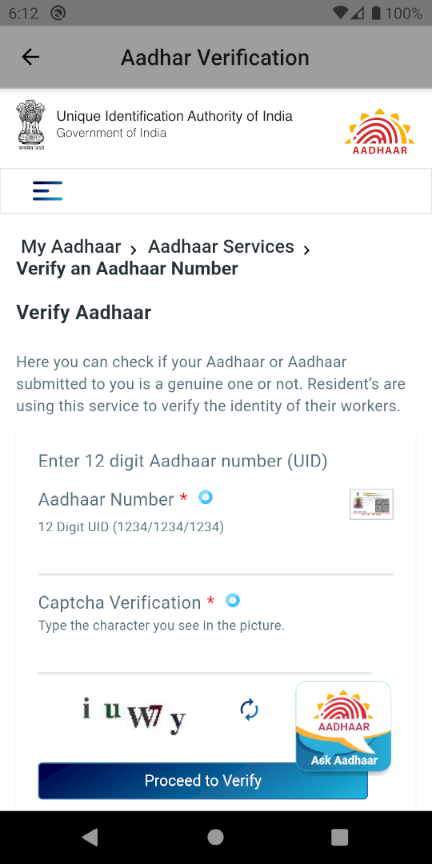 6:12
100%
Aadhar Verification
Unique Identification Authority of India
Government of India
AADHAAR
My Aadhaar › Aadhaar Services ›
Verify an Aadhaar Number
Verify Aadhaar
Here you can check if your Aadhaar or Aadhaar
submitted to you is a genuine one or not. Resident's are
using this service to verify the identity of their workers.
Enter 12 digit Aadhaar number (UID)
Aadhaar Number *
12 Digit UID (1234/1234/1234)
Captcha Verification *
Type the character you see in the picture.
i u W7 y
AADHAAR
Ask Aadhaar
Proceed to Verify